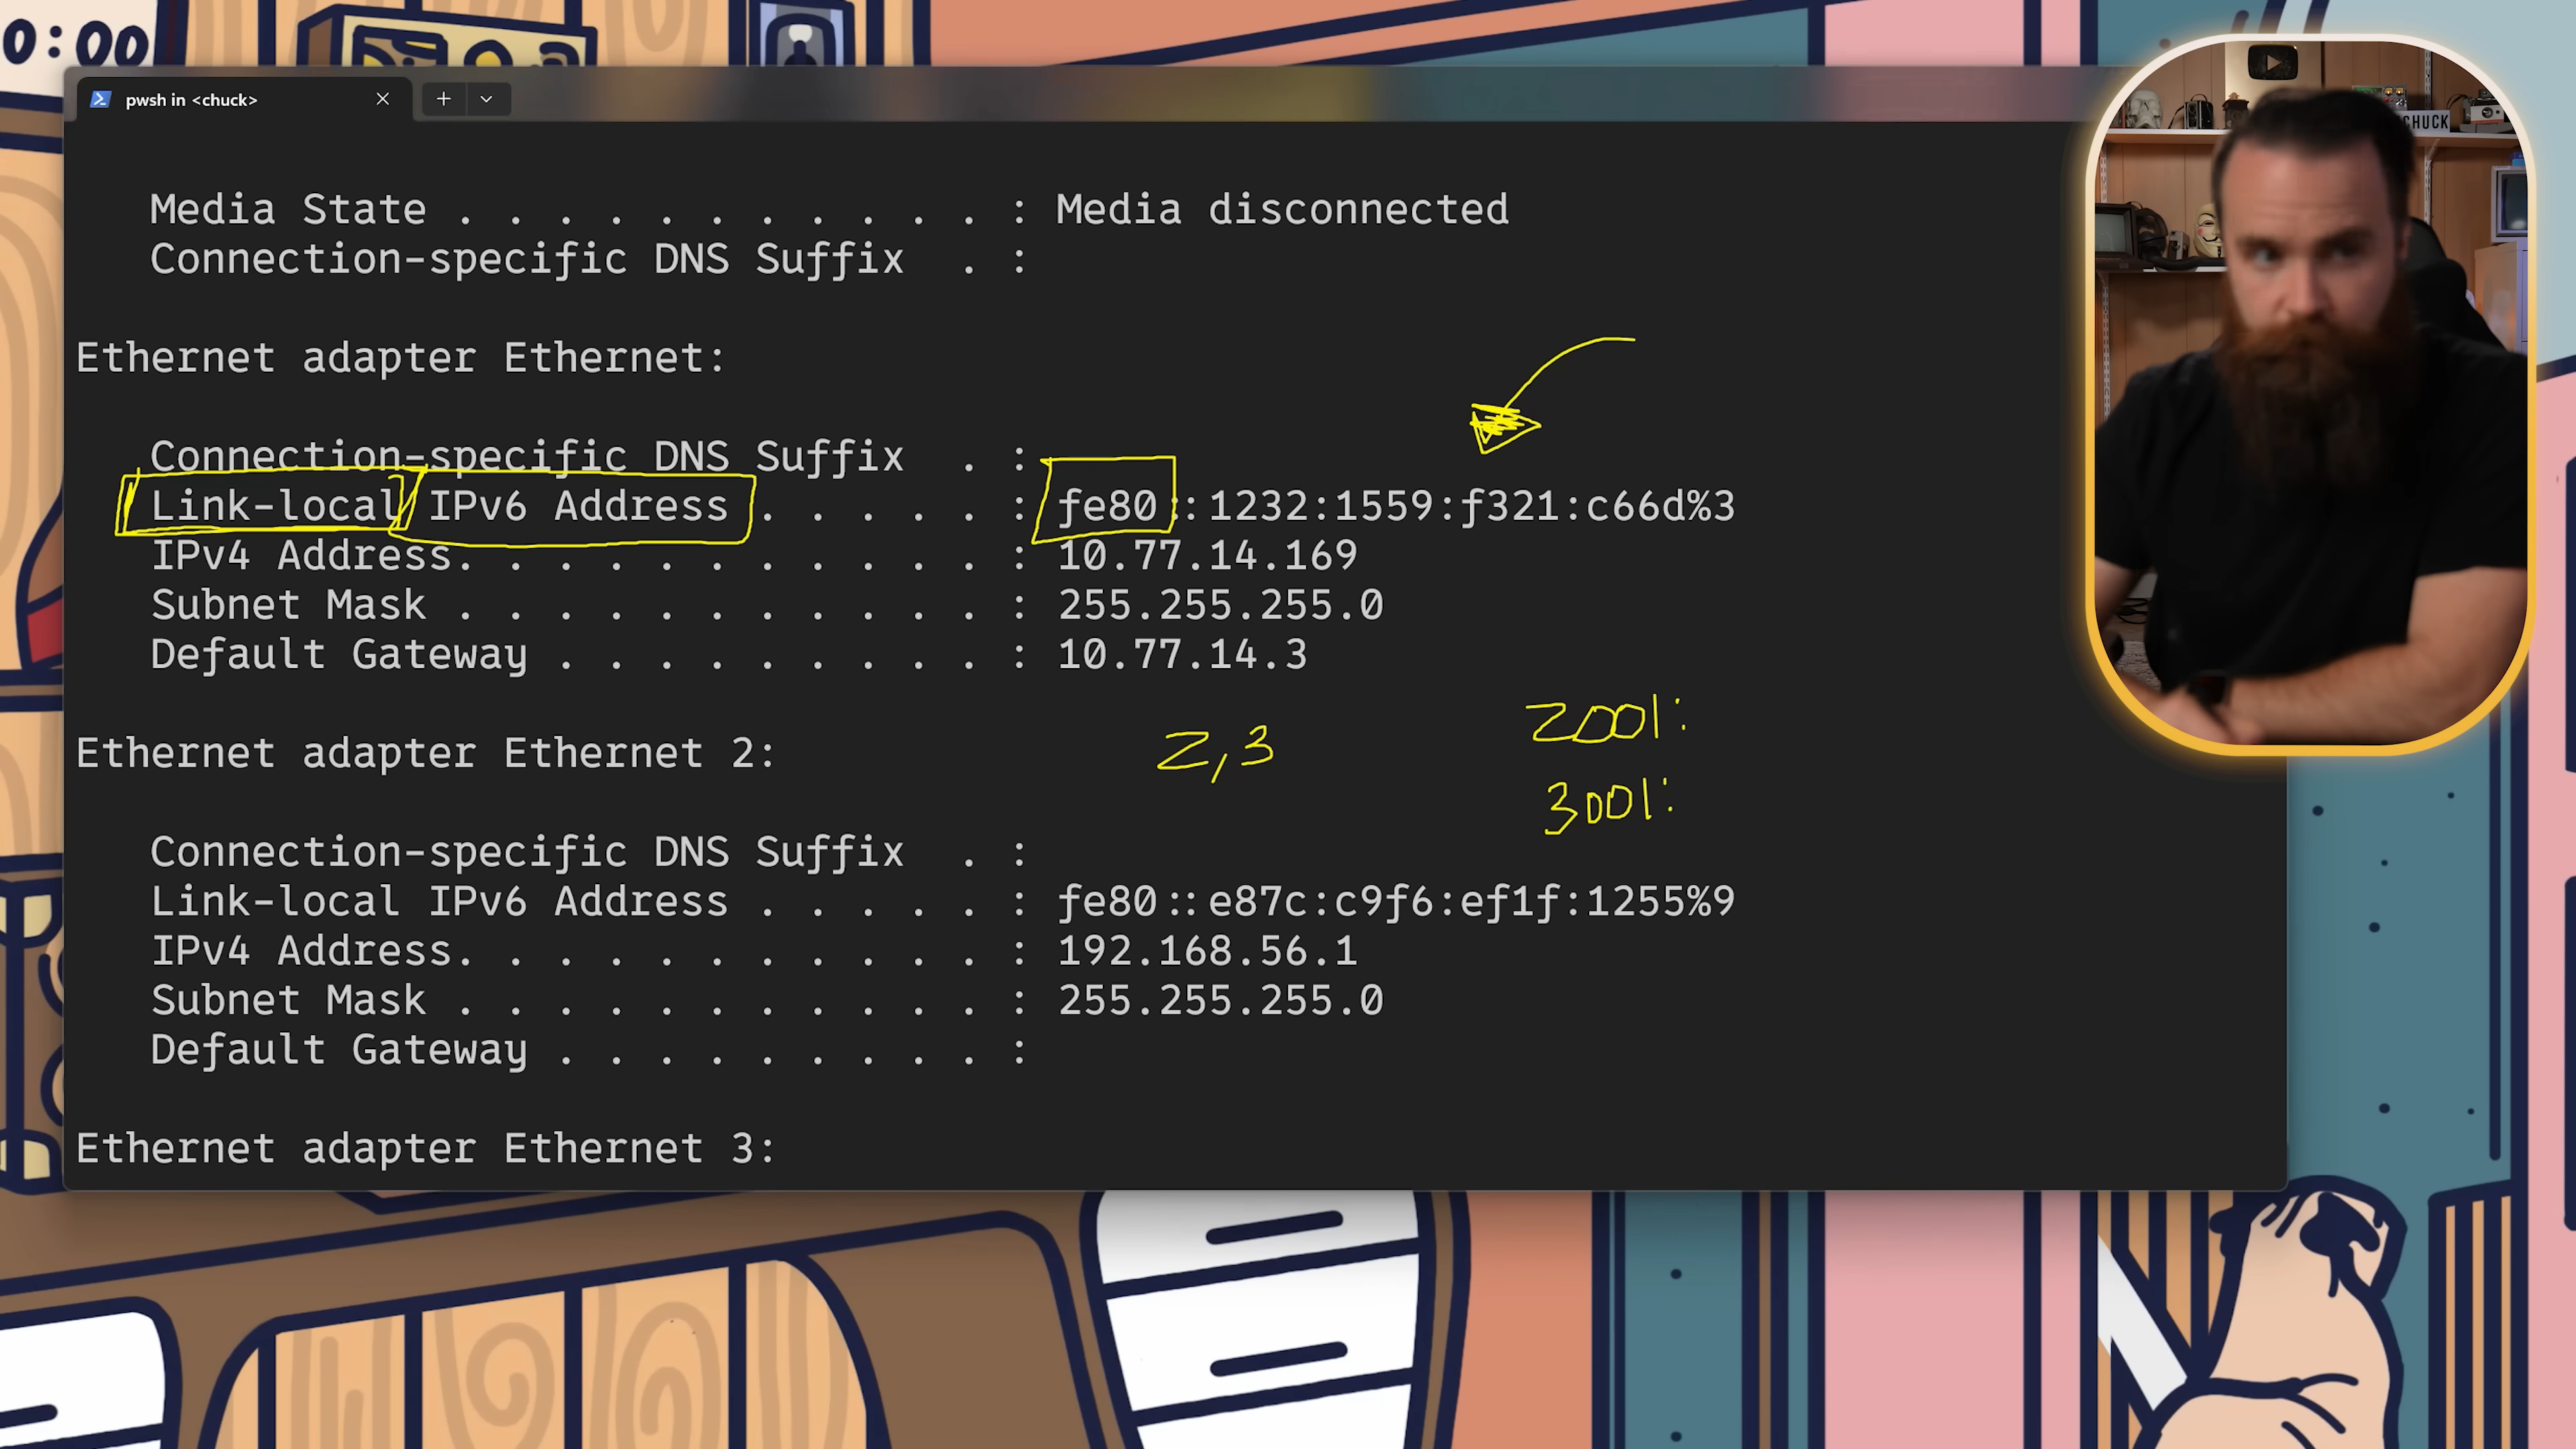 0:00
pwsh in <chuck>
CHUCK
Media State . . . . . . . . . . . : Media disconnected
Connection-specific DNS Suffix  . :
Ethernet adapter Ethernet:
Connection-specific DNS Suffix  . :
Link-local IPv6 Address . . . . . : fe80::1232:1559:f321:c66d%3
IPv4 Address. . . . . . . . . . . : 10.77.14.169
Subnet Mask . . . . . . . . . . . : 255.255.255.0
Default Gateway . . . . . . . . . : 10.77.14.3
2001:
Ethernet adapter Ethernet 2:
2,3
3001:
Connection-specific DNS Suffix  . :
Link-local IPv6 Address . . . . . : fe80::e87c:c9f6:ef1f:1255%9
IPv4 Address. . . . . . . . . . . : 192.168.56.1
Subnet Mask . . . . . . . . . . . : 255.255.255.0
Default Gateway . . . . . . . . . :
Ethernet adapter Ethernet 3: